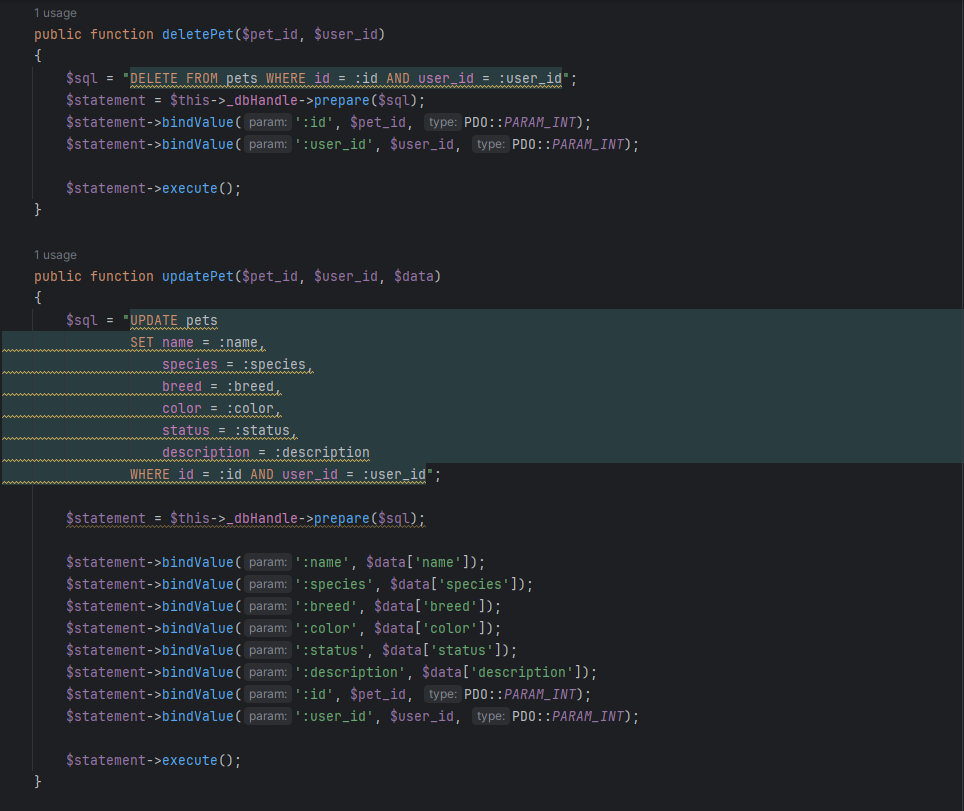 1 usage
public function deletePet($pet_id, $user_id)
{
$sql = "DELETE FROM pets WHERE id = :id AND user_id = :user_id";
$statement = $this->_dbHandle->prepare($sql);
$statement->bindValue( param: ':id', $pet_id, type: PDO::PARAM_INT);
$statement->bindValue( param: ':user_id', $user_id, type: PDO::PARAM_INT);
$statement->execute();
}
1 usage
public function updatePet($pet_id, $user_id, $data)
{
$sql = "UPDATE pets
SET name = :name,
species = :species,
breed = :breed,
color = :color,
status = :status,
description = :description
WHERE id = :id AND user_id = :user_id";
$statement = $this->_dbHandle->prepare($sql);
$statement->bindValue( param: ':name', $data['name']);
$statement->bindValue( param: ':species', $data['species']);
$statement->bindValue( param: ':breed', $data['breed']);
$statement->bindValue( param: ':color', $data['color']);
$statement->bindValue( param: ':status', $data['status']);
$statement->bindValue( param: ':description', $data['description']);
$statement->bindValue( param: ':id', $pet_id, type: PDO::PARAM_INT);
$statement->bindValue( param: ':user_id', $user_id, type: PDO::PARAM_INT);
$statement->execute();
}